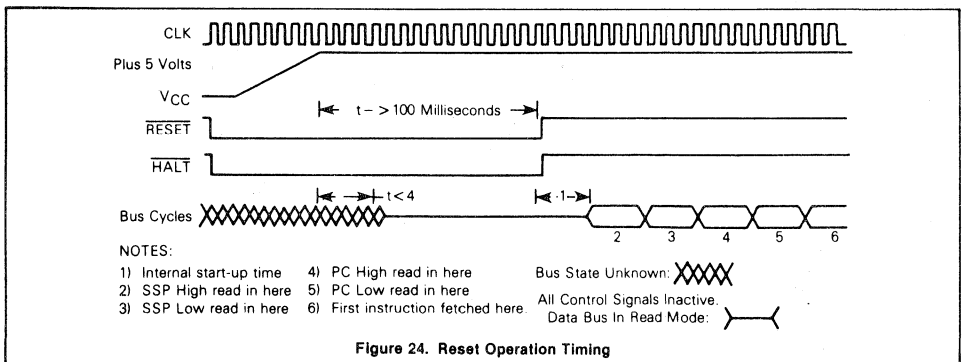 CLK
Plus 5 Volts
VCC
t - > 100 Milliseconds
RESET
HALT
t < 4
1
Bus Cycles
2 3 4 5 6
NOTES:
1) Internal start-up time 4) PC High read in here Bus State Unknown:
2) SSP High read in here 5) PC Low read in here All Control Signals Inactive.
3) SSP Low read in here 6) First instruction fetched here. Data Bus In Read Mode:
Figure 24. Reset Operation Timing